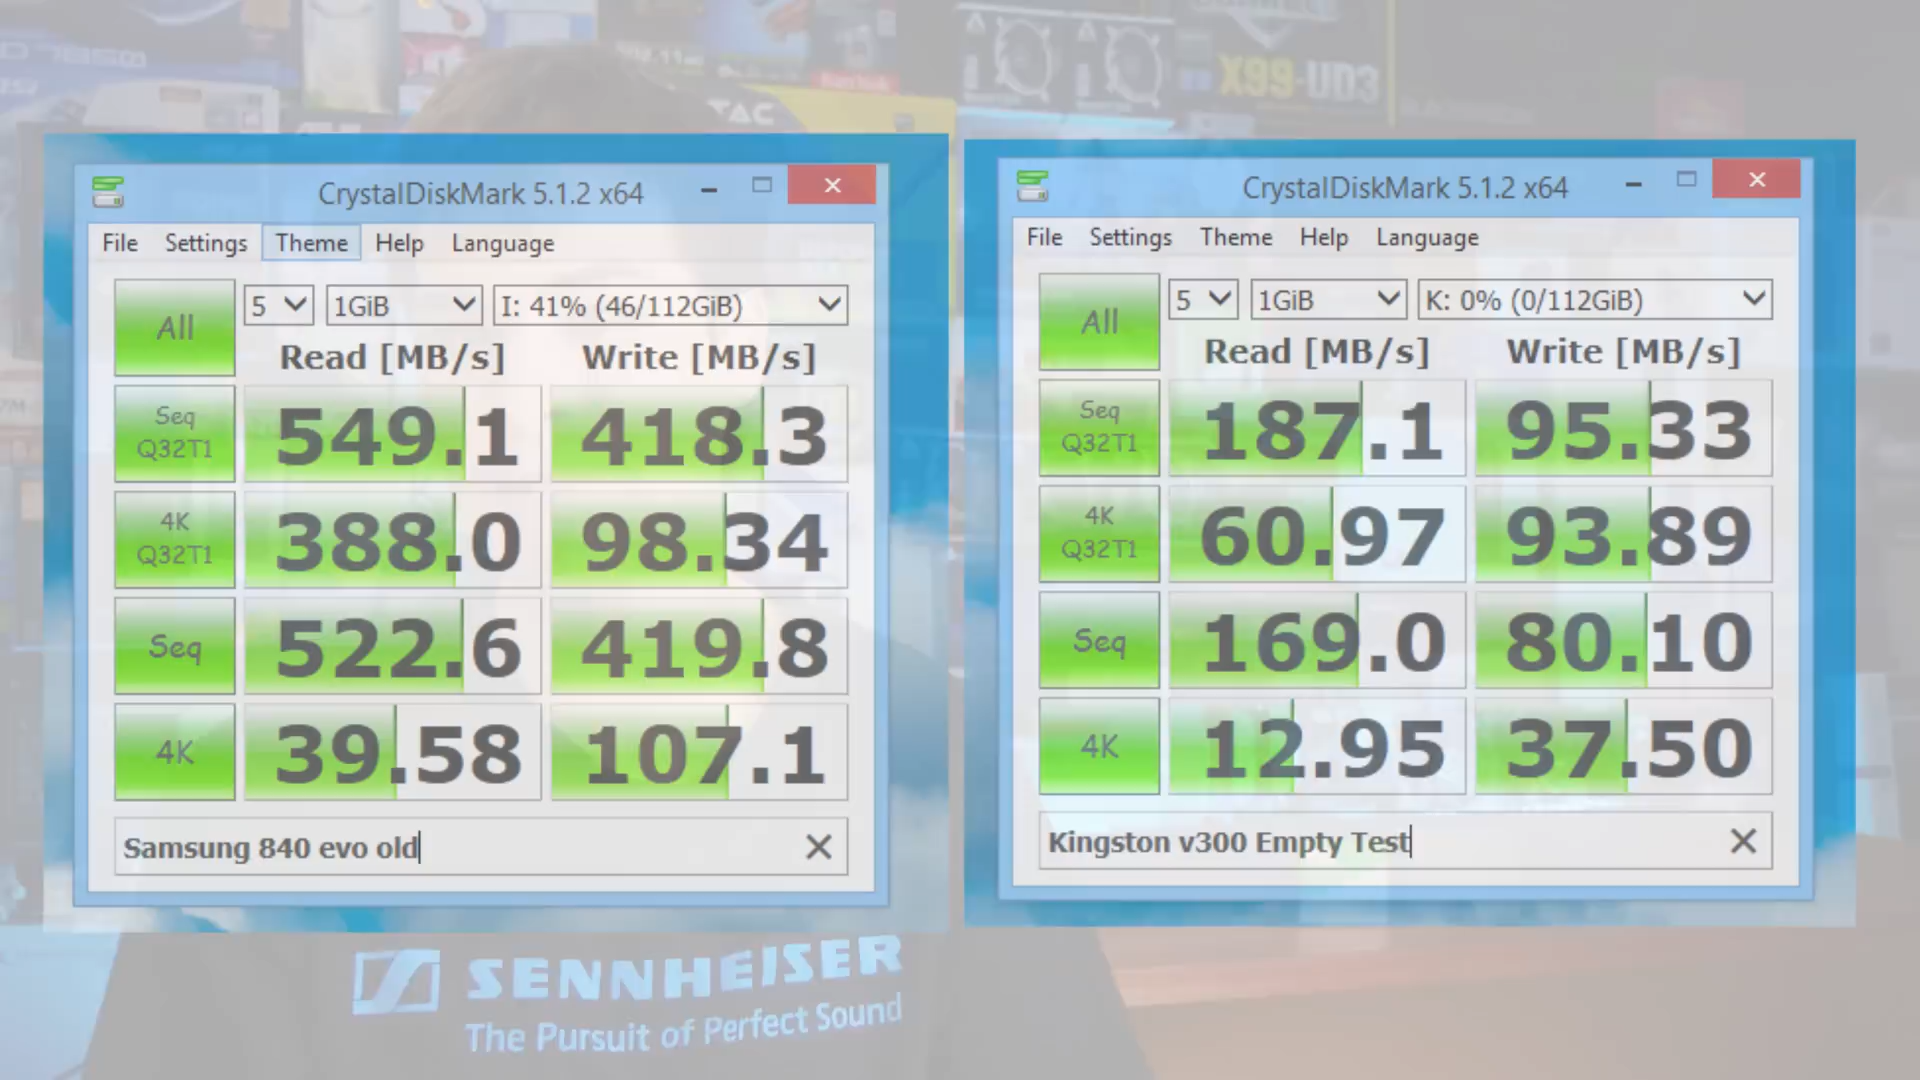 X99-UD3
TAC
CrystalDiskMark 5.1.2 x64
File Settings Theme Help Language
All 5 1GiB I: 41% (46/112GiB)
Read [MB/s] Write [MB/s]
Seq Q32T1 549.1 418.3
4K Q32T1 388.0 98.34
Seq 522.6 419.8
4K 39.58 107.1
Samsung 840 evo old
CrystalDiskMark 5.1.2 x64
File Settings Theme Help Language
All 5 1GiB K: 0% (0/112GiB)
Read [MB/s] Write [MB/s]
Seq Q32T1 187.1 95.33
4K Q32T1 60.97 93.89
Seq 169.0 80.10
4K 12.95 37.50
Kingston v300 Empty Test
SENNHEISER
The Pursuit of Perfect Sound